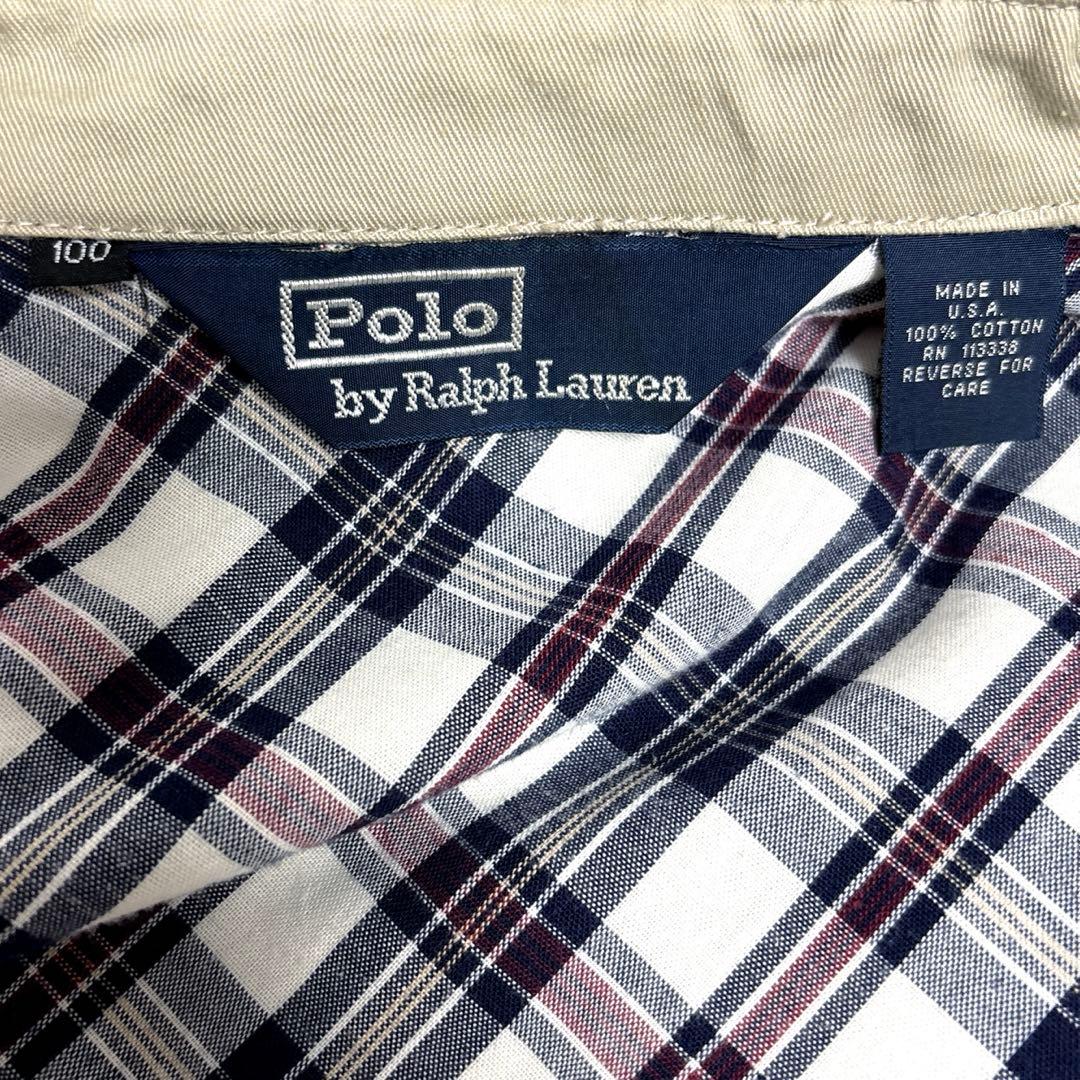 100
Polo
by Ralph Lauren
MADE IN
U.S.A.
100% COTTON
RN 113338
REVERSE FOR
CARE